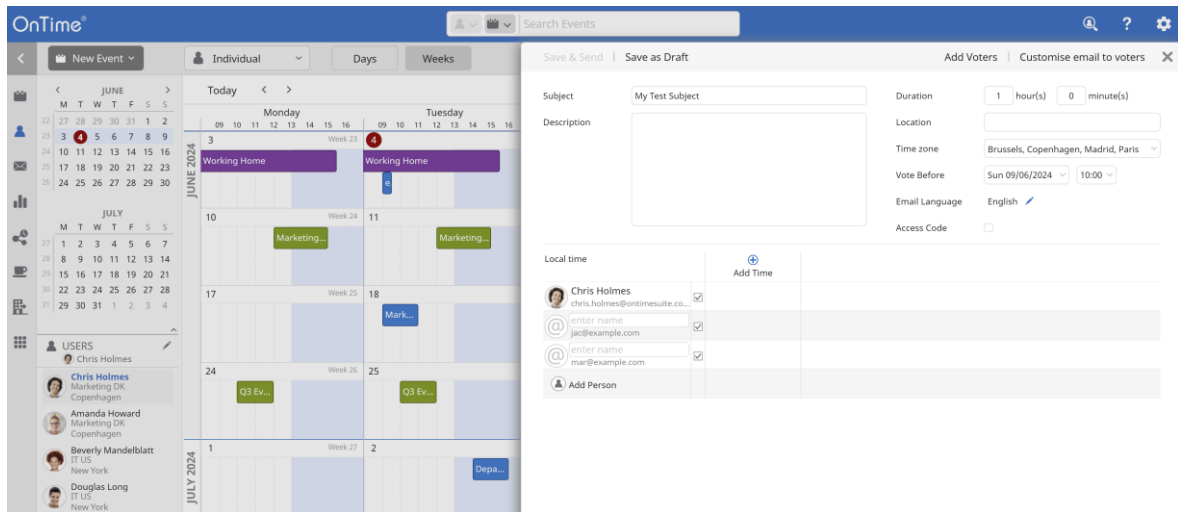 OnTime®
Search Events
New Event
Individual
Days
Weeks
Save & Send | Save as Draft
Add Voters | Customise email to voters
JUNE
M T W T F S S
22 27 28 29 30 31 1 2
23 3 4 5 6 7 8 9
24 10 11 12 13 14 15 16
25 17 18 19 20 21 22 23
26 24 25 26 27 28 29 30
JULY
M T W T F S S
27 1 2 3 4 5 6 7
28 8 9 10 11 12 13 14
29 15 16 17 18 19 20 21
30 22 23 24 25 26 27 28
31 29 30 31 1 2 3 4
USERS
Chris Holmes
Chris Holmes
Marketing DK
Copenhagen
Amanda Howard
Marketing DK
Copenhagen
Beverly Mandelblatt
IT US
New York
Douglas Long
IT US
New York
Today
Monday
Tuesday
09 10 11 12 13 14 15 16
09 10 11 12 13 14 15 16
JUNE 2024
3 Week 23 4
Working Home
Working Home
e
10 Week 24 11
Marketing...
Marketing...
17 Week 25 18
Mark...
24 Week 26 25
Q3 Ev...
Q3 Ev...
JULY 2024
1 Week 27 2
Depa...
Subject My Test Subject
Description
Duration 1 hour(s) 0 minute(s)
Location
Time zone Brussels, Copenhagen, Madrid, Paris
Vote Before Sun 09/06/2024 10:00
Email Language English
Access Code
Local time
Add Time
Chris Holmes
chris.holmes@ontimesuite.co...
@ enter name
jac@example.com
@ enter name
mar@example.com
Add Person